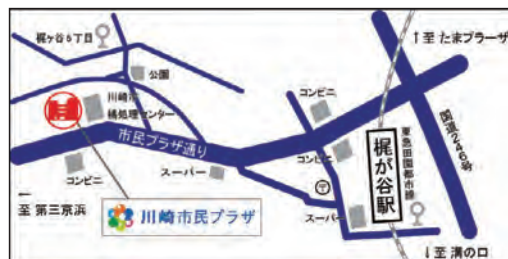 梶ヶ谷6丁目
公園
川崎市
橘処理センター
市民プラザ通り
コンビニ
スーパー
←
至 第三京浜
川崎市民プラザ
コンビニ
コンビニ
スーパー
〒
梶が谷駅
東急田園都市線
国道246号
↑至 たまプラーザ
↓至 溝の口